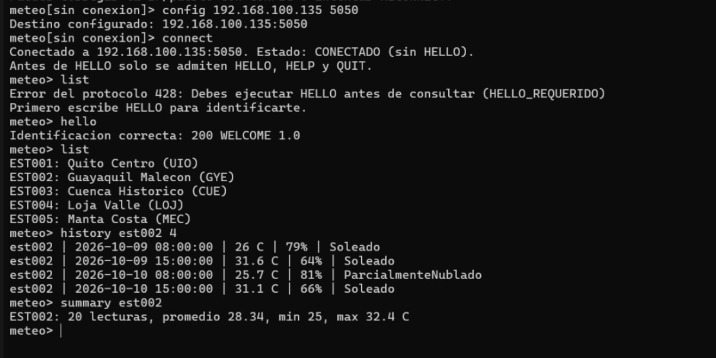 meteo[sin conexion]> config 192.168.100.135 5050
Destino configurado: 192.168.100.135:5050
meteo[sin conexion]> connect
Conectado a 192.168.100.135:5050. Estado: CONECTADO (sin HELLO).
Antes de HELLO solo se admiten HELLO, HELP y QUIT.
meteo> list
Error del protocolo 428: Debes ejecutar HELLO antes de consultar (HELLO_REQUERIDO)
Primero escribe HELLO para identificarte.
meteo> hello
Identificacion correcta: 200 WELCOME 1.0
meteo> list
EST001: Quito Centro (UIO)
EST002: Guayaquil Malecon (GYE)
EST003: Cuenca Historico (CUE)
EST004: Loja Valle (LOJ)
EST005: Manta Costa (MEC)
meteo> history est002 4
est002 | 2026-10-09 08:00:00 | 26 C | 79% | Soleado
est002 | 2026-10-09 15:00:00 | 31.6 C | 64% | Soleado
est002 | 2026-10-10 08:00:00 | 25.7 C | 81% | ParcialmenteNublado
est002 | 2026-10-10 15:00:00 | 31.1 C | 66% | Soleado
meteo> summary est002
EST002: 20 lecturas, promedio 28.34, min 25, max 32.4 C
meteo>